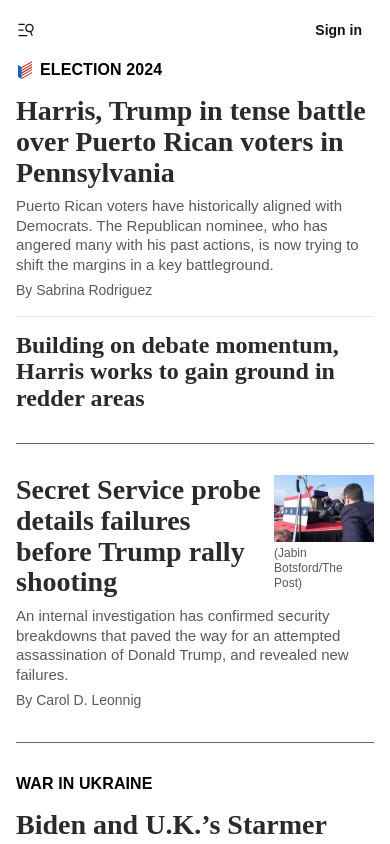 Sign in
ELECTION 2024
Harris, Trump in tense battle
over Puerto Rican voters in
Pennsylvania
Puerto Rican voters have historically aligned with
Democrats. The Republican nominee, who has
angered many with his past actions, is now trying to
shift the margins in a key battleground.
By Sabrina Rodriguez
Building on debate momentum,
Harris works to gain ground in
redder areas
Secret Service probe
details failures
before Trump rally
shooting
(Jabin
Botsford/The
Post)
An internal investigation has confirmed security
breakdowns that paved the way for an attempted
assassination of Donald Trump, and revealed new
failures.
By Carol D. Leonnig
WAR IN UKRAINE
Biden and U.K.’s Starmer